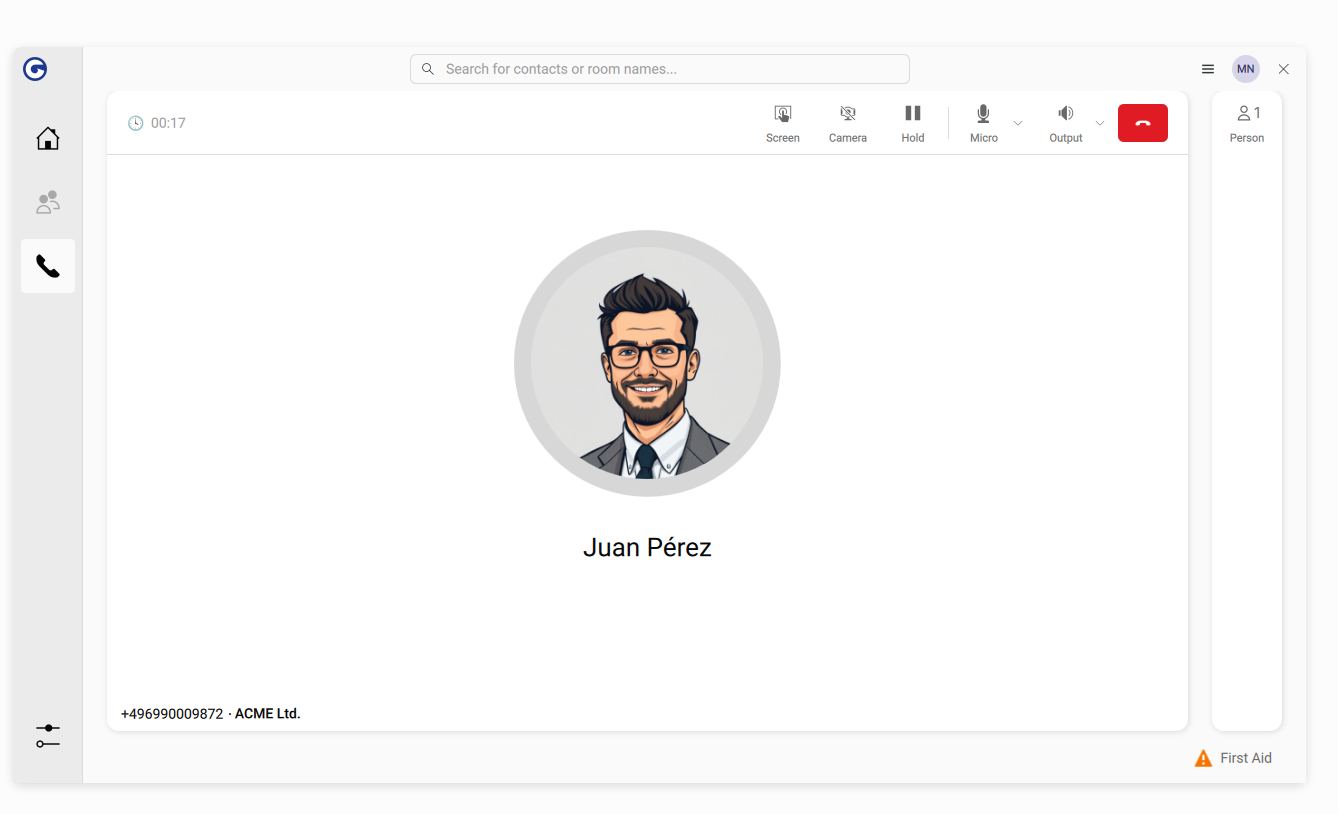 Search for contacts or room names...
MN
00:17
Screen
Camera
Hold
Micro
Output
1
Person
Juan Pérez
+496990009872 · ACME Ltd.
First Aid